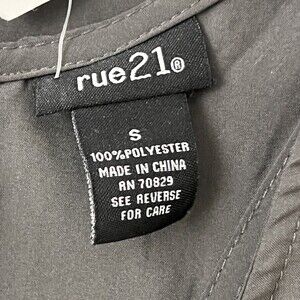 rue21®
S
100%POLYESTER
MADE IN CHINA
RN 70829
SEE REVERSE
FOR CARE